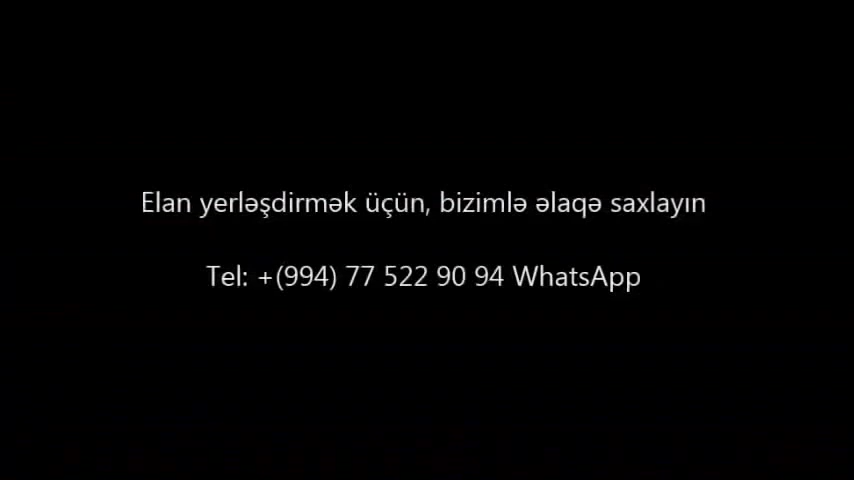 Elan yerləşdirmək üçün, bizimlə əlaqə saxlayın
Tel: +(994) 77 522 90 94 WhatsApp